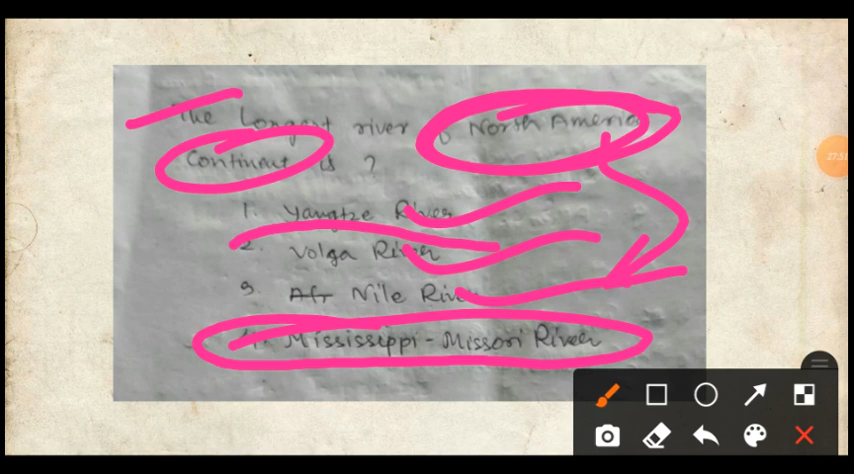 The Longest river of North America
Continent is ?
1. Yangtze River
2. Volga River
3. Afr Nile River
4. Mississippi - Missori River